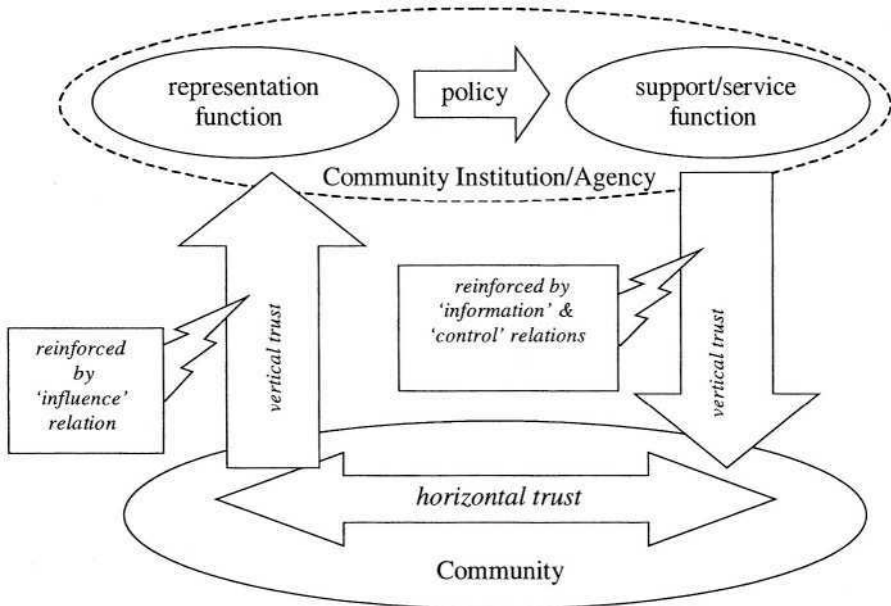 representation
function
policy
support/service
function
Community Institution/Agency
vertical trust
reinforced by
‘information’ &
‘control’ relations
vertical trust
reinforced
by
‘influence’
relation
horizontal trust
Community